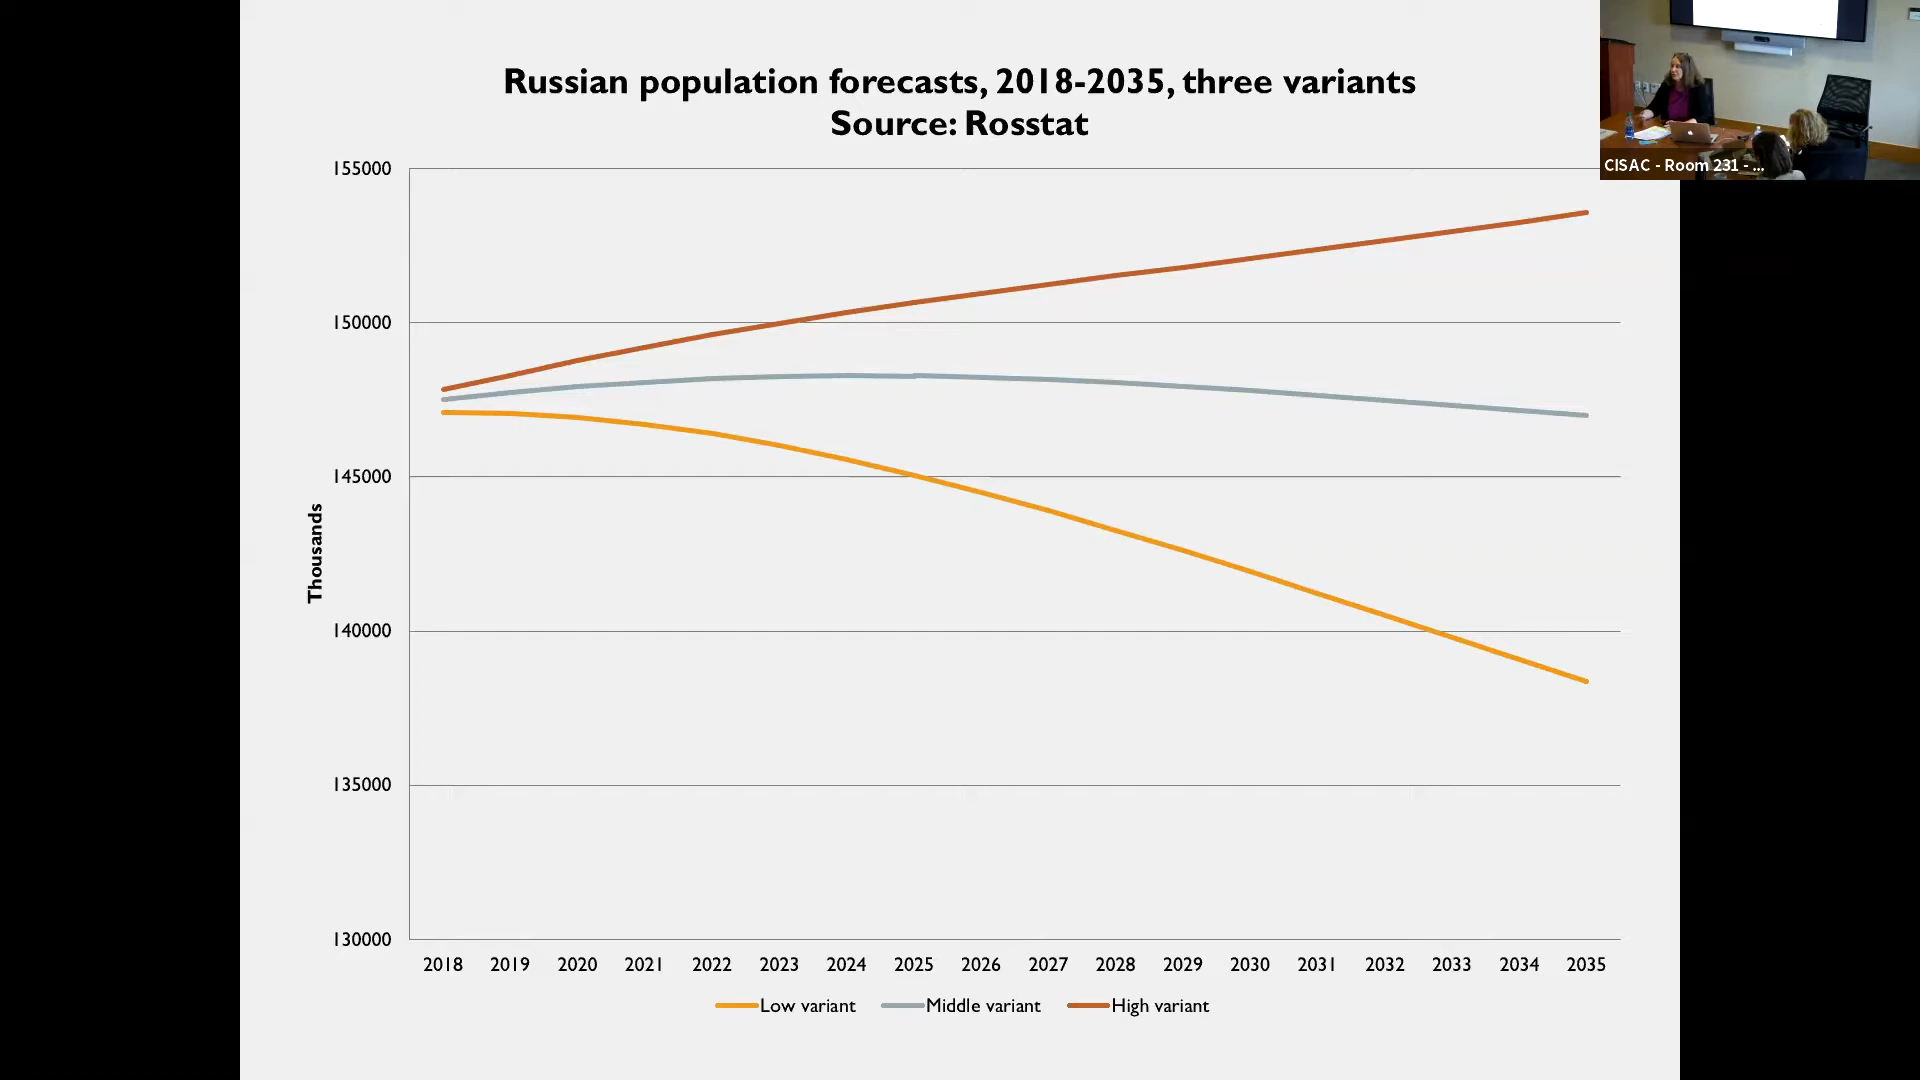 Russian population forecasts, 2018-2035, three variants
Source: Rosstat
CISAC - Room 231 - ...
155000
150000
145000
140000
135000
130000
Thousands
2018 2019 2020 2021 2022 2023 2024 2025 2026 2027 2028 2029 2030 2031 2032 2033 2034 2035
Low variant Middle variant High variant